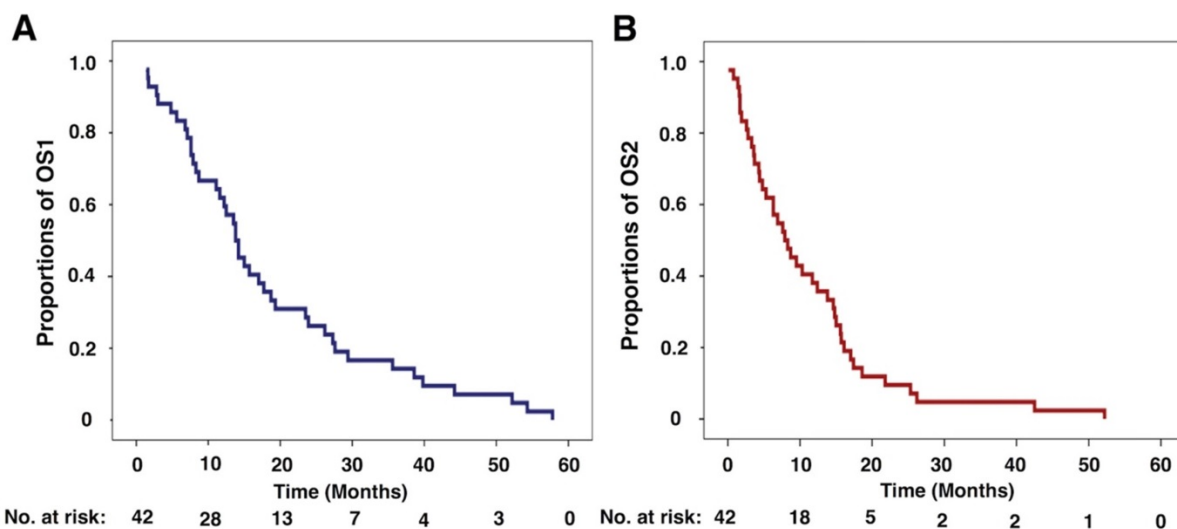 A
B
Proportions of OS1
1.0
0.8
0.6
0.4
0.2
0
0 10 20 30 40 50 60
Time (Months)
No. at risk: 42 28 13 7 4 3 0
Proportions of OS2
1.0
0.8
0.6
0.4
0.2
0
0 10 20 30 40 50 60
Time (Months)
No. at risk: 42 18 5 2 2 1 0